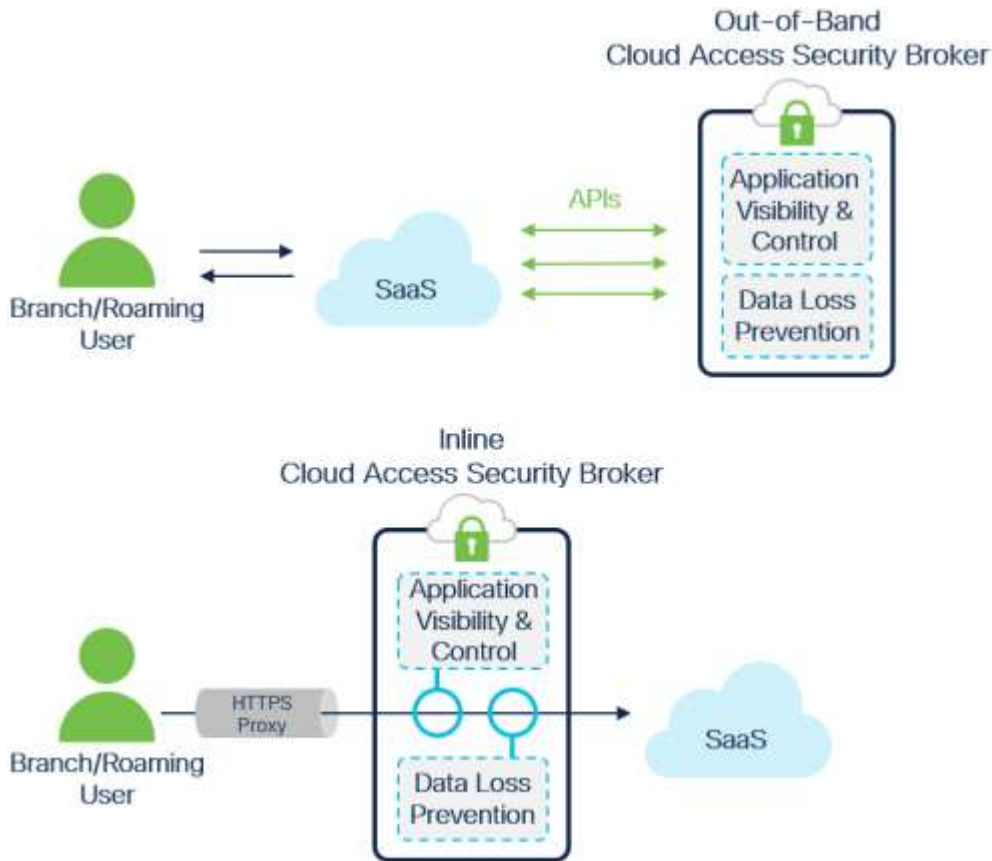 Out-of-Band
Cloud Access Security Broker
Application
Visibility &
Control
APIs
SaaS
Data Loss
Prevention
Branch/Roaming
User
Inline
Cloud Access Security Broker
Application
Visibility &
Control
HTTPS
Proxy
SaaS
Branch/Roaming
User
Data Loss
Prevention